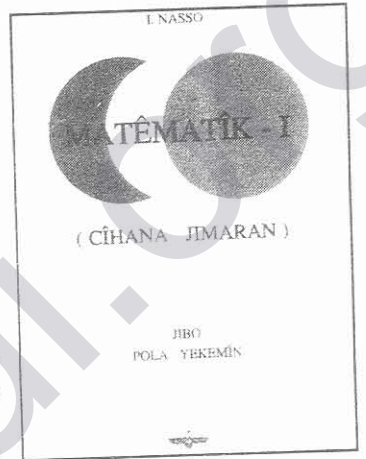 I. NASSO
MATÊMATÎK - I
( CÎHANA JIMARAN )
JIBO
POLA YEKEMÎN